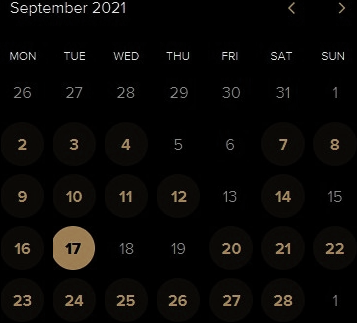 September 2021
MON TUE WED THU FRI SAT SUN
26 27 28 29 30 31 1
2 3 4 5 6 7 8
9 10 11 12 13 14 15
16 17 18 19 20 21 22
23 24 25 26 27 28 1